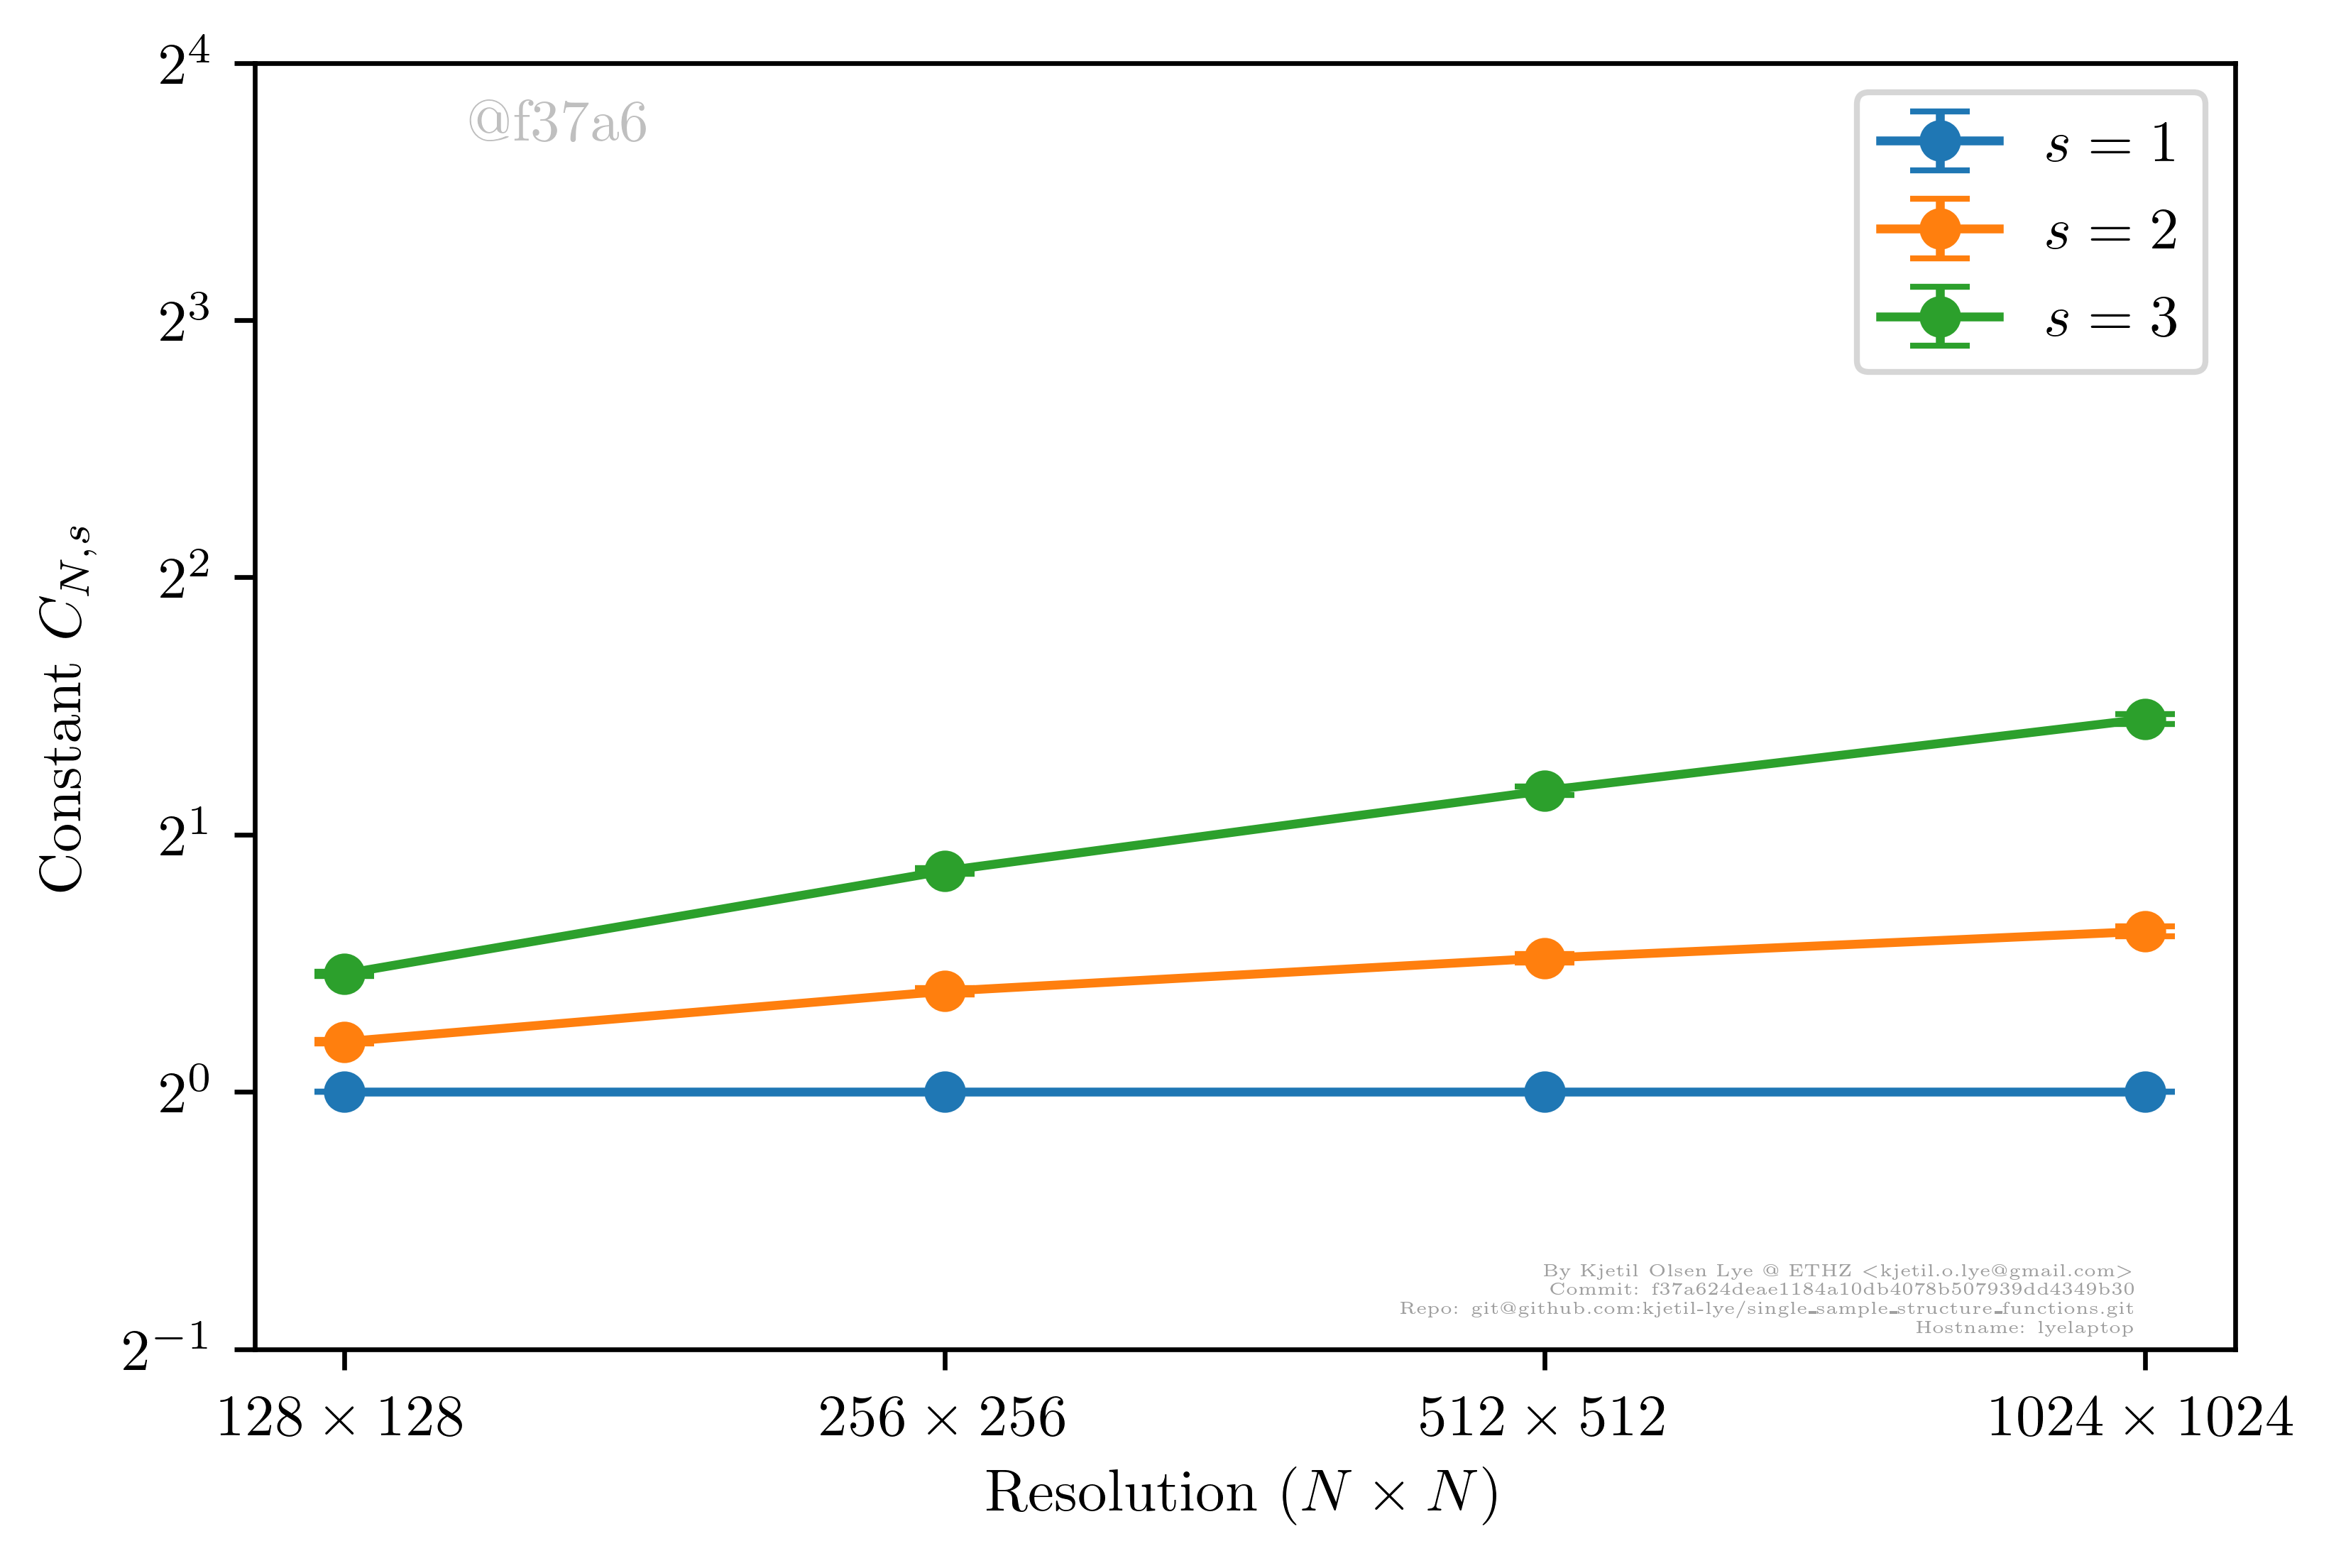 @f37a6
s = 1
s = 2
s = 3
2^4
2^3
2^2
2^1
2^0
2^−1
Constant C_{N,s}
By Kjetil Olsen Lye @ ETHZ <kjetil.o.lye@gmail.com>
Commit: f37a624deae1184a10db4078b507939dd4349b30
Repo: git@github.com:kjetil-lye/single_sample_structure_functions.git
Hostname: lyelaptop
128 × 128 256 × 256 512 × 512 1024 × 1024
Resolution (N × N)